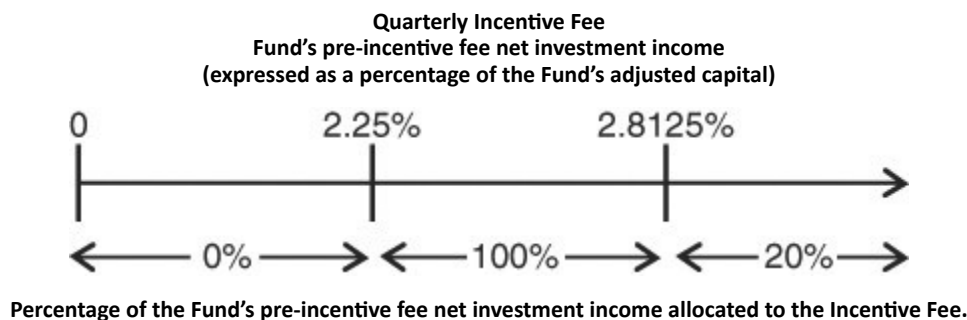 Quarterly Incentive Fee
Fund's pre-incentive fee net investment income
(expressed as a percentage of the Fund's adjusted capital)
0 2.25% 2.8125%
0% 100% 20%
Percentage of the Fund's pre-incentive fee net investment income allocated to the Incentive Fee.